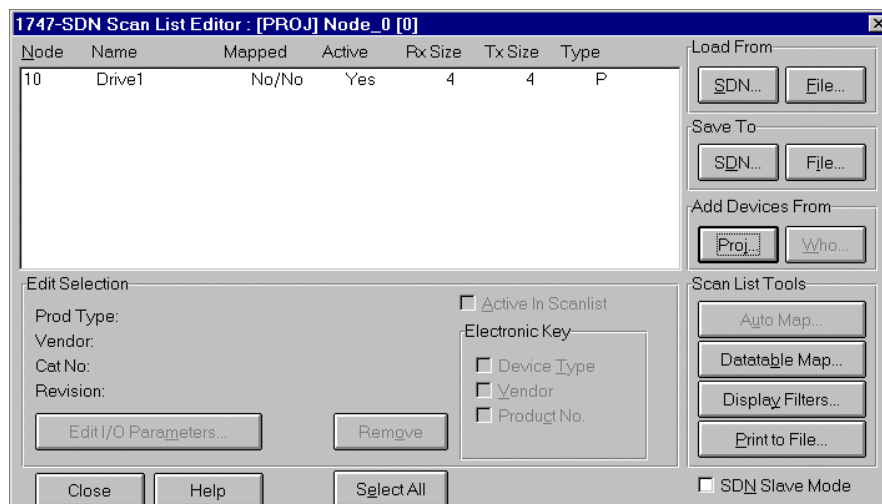 1747-SDN Scan List Editor : [PROJ] Node_0 [0]
Node Name Mapped Active Rx Size Tx Size Type
10 Drive1 No/No Yes 4 4 P
Load From
SDN... File...
Save To
SDN... File...
Add Devices From
Proj... Who...
Edit Selection
Prod Type:
Vendor:
Cat No:
Revision:
Active In Scanlist
Electronic Key
Device Type
Vendor
Product No.
Edit I/O Parameters... Remove
Scan List Tools
Auto Map...
Datatable Map...
Display Filters...
Print to File...
Close Help Select All
SDN Slave Mode